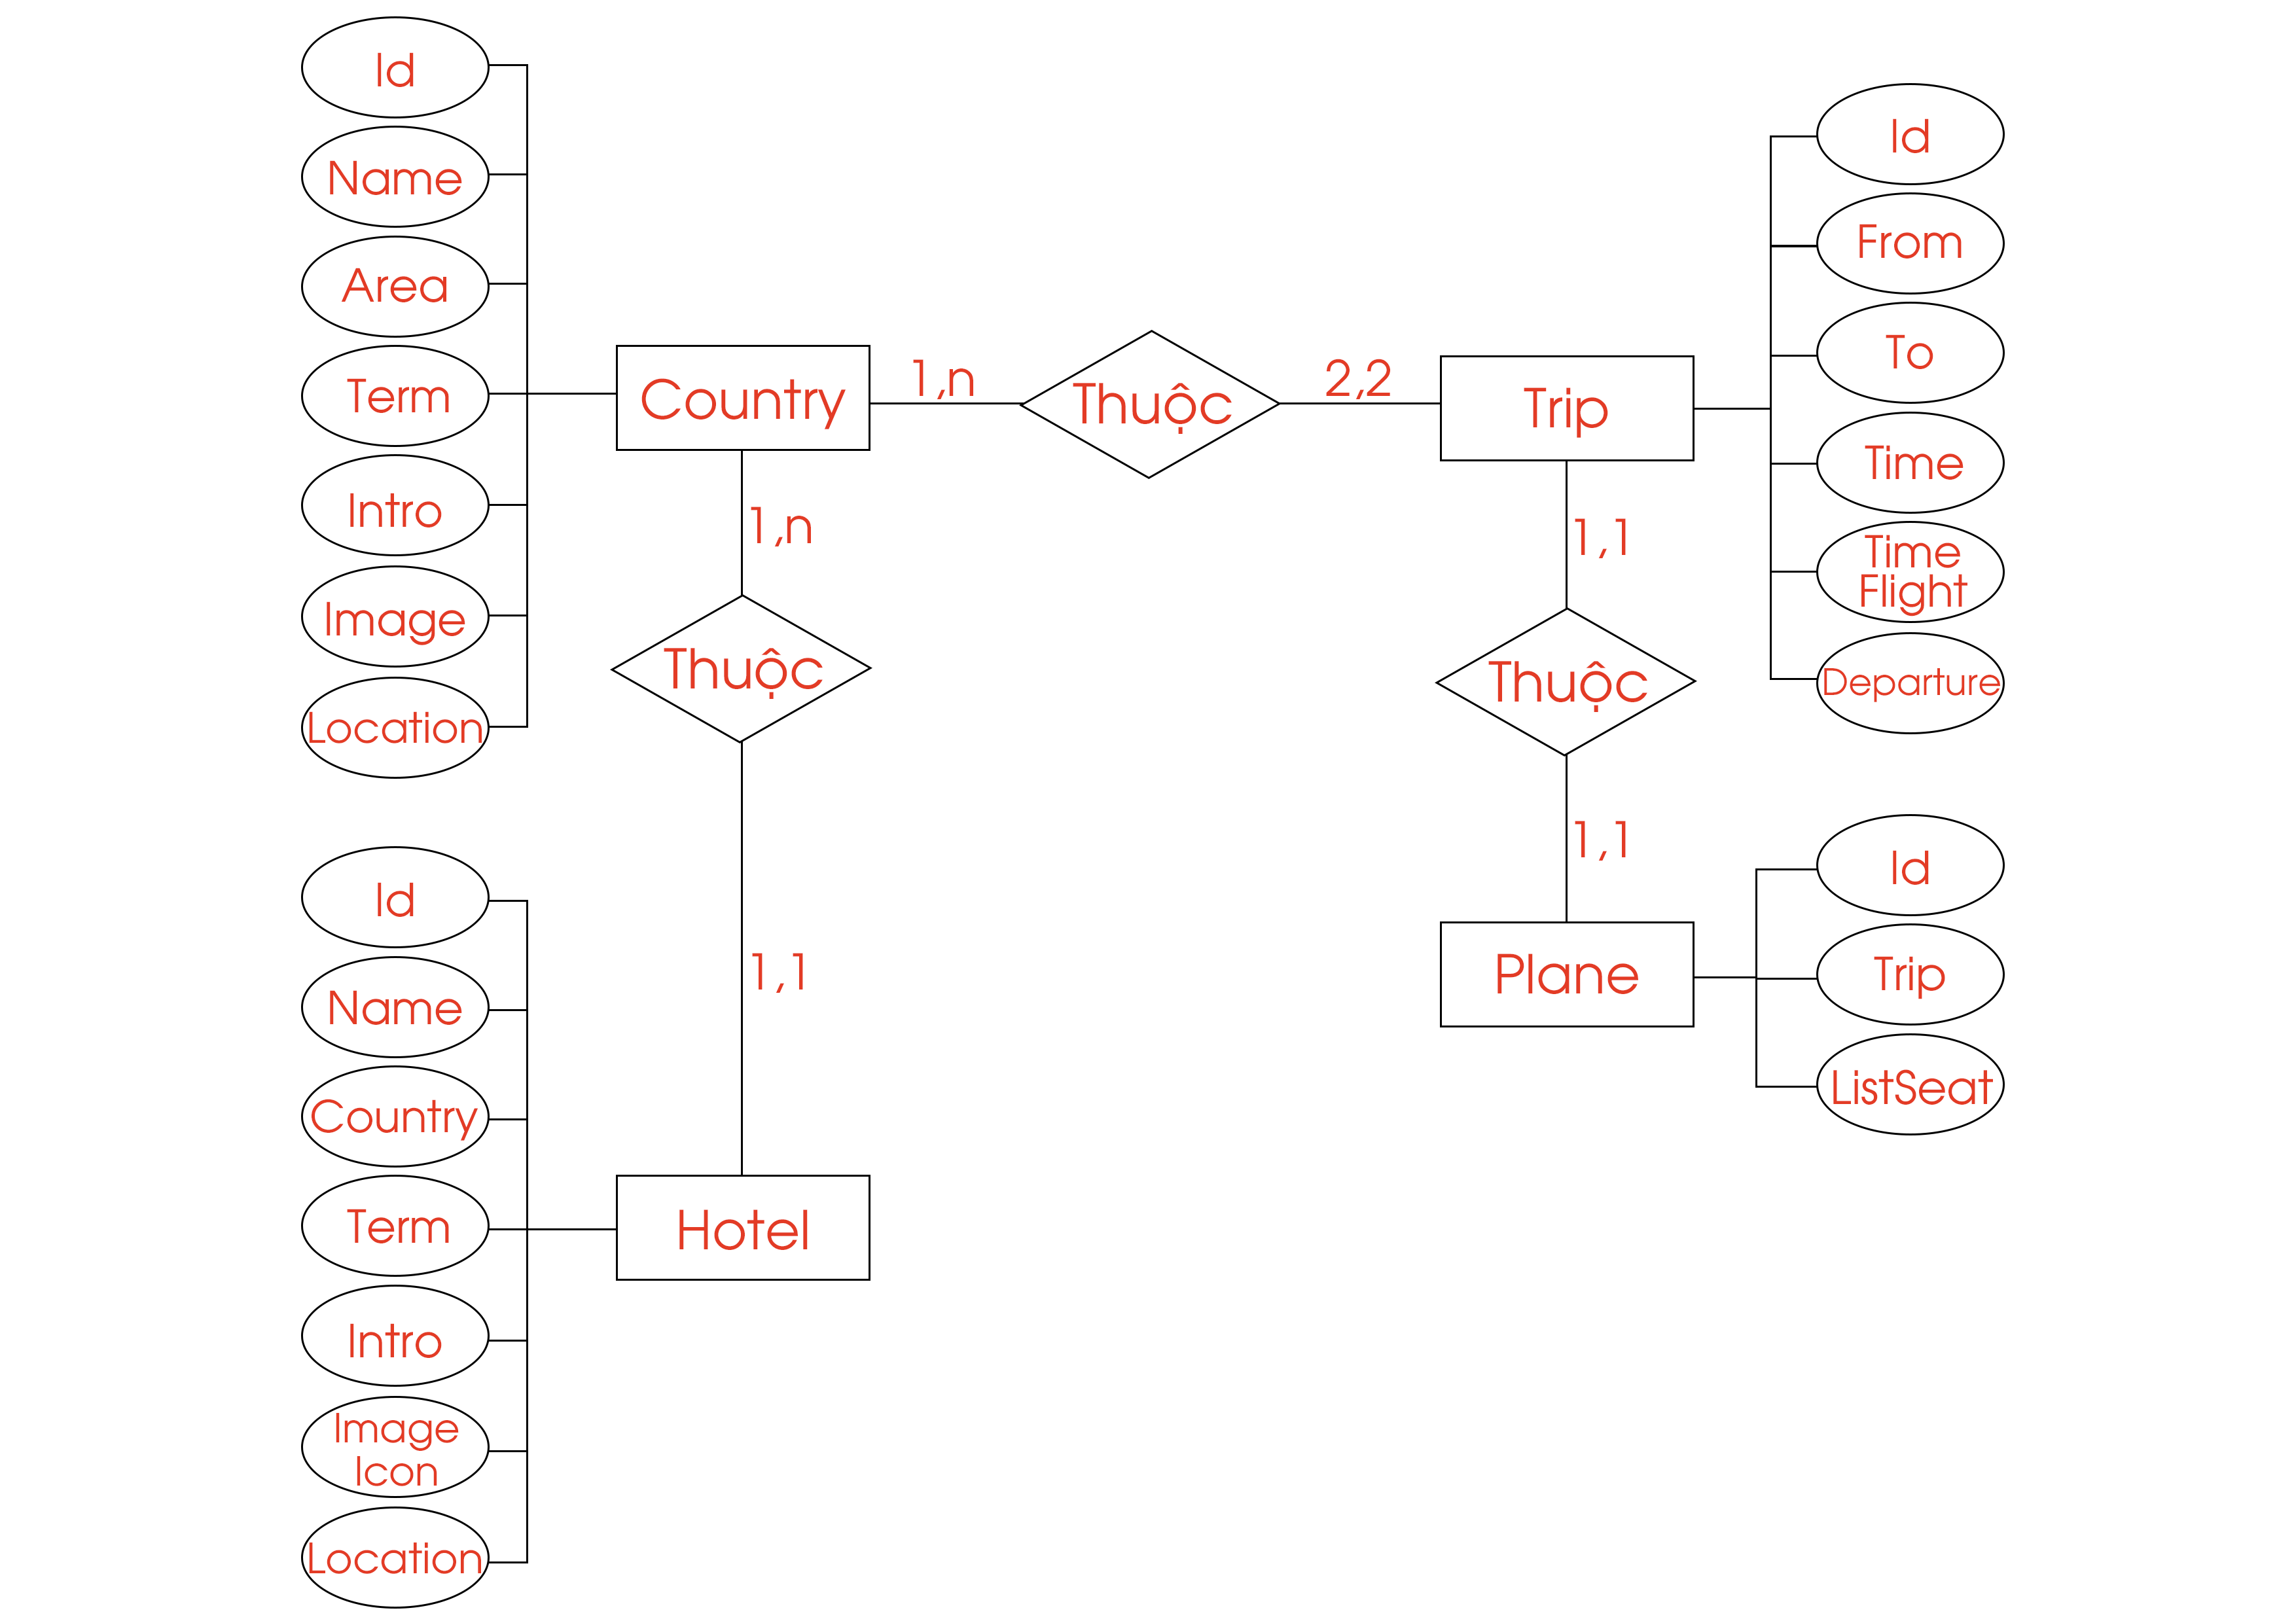 Id
Name
Area
Term
Intro
Image
Location
Country
1,n
Thuộc
2,2
Trip
Id
From
To
Time
Time
Flight
Departure
1,n
Thuộc
1,1
1,1
Thuộc
1,1
Id
Name
Country
Term
Intro
Image
Icon
Location
Hotel
Plane
Id
Trip
ListSeat